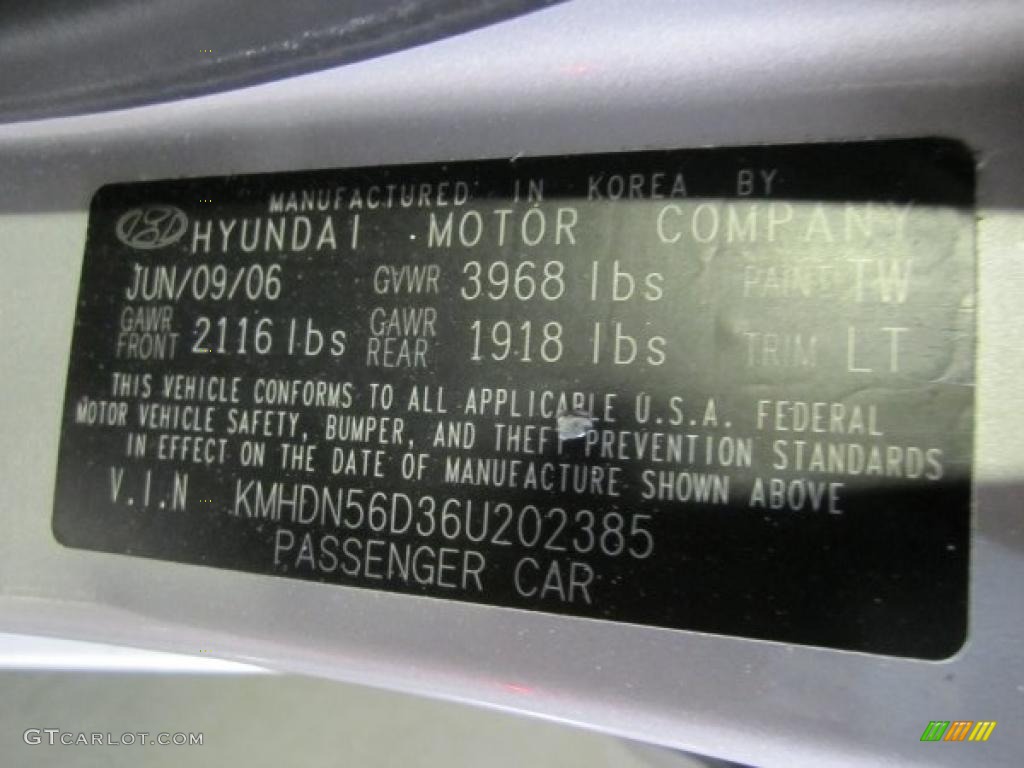 MANUFACTURED IN KOREA BY
HYUNDAI MOTOR COMPANY
JUN/09/06 GVWR 3968 lbs PAINT TW
GAWR FRONT 2116 lbs GAWR REAR 1918 lbs TRIM LT
THIS VEHICLE CONFORMS TO ALL APPLICABLE U.S.A. FEDERAL
MOTOR VEHICLE SAFETY, BUMPER, AND THEFT PREVENTION STANDARDS
IN EFFECT ON THE DATE OF MANUFACTURE SHOWN ABOVE
V.I.N KMHDN56D36U202385
PASSENGER CAR
GTCARLOT.COM